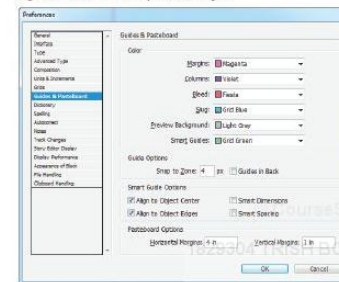 Preferences
General
Interface
Type
Advanced Type
Composition
Units & Increments
Grids
Guides & Pasteboard
Dictionary
Spelling
Autocorrect
Notes
Track Changes
Story Editor Display
Display Performance
Appearance of Black
File Handling
Clipboard Handling
Guides & Pasteboard
Color
Margins: Magenta
Columns: Violet
Bleed: Fiesta
Slug: Grid Blue
Preview Background: Light Gray
Smart Guides: Grid Green
Guide Options
Snap to Zone: 4 px Guides in Back
Smart Guide Options
Align to Object Center Smart Dimensions
Align to Object Edges Smart Spacing
Pasteboard Options
Horizontal Margins: 4 in Vertical Margins: 1 in
OK Cancel